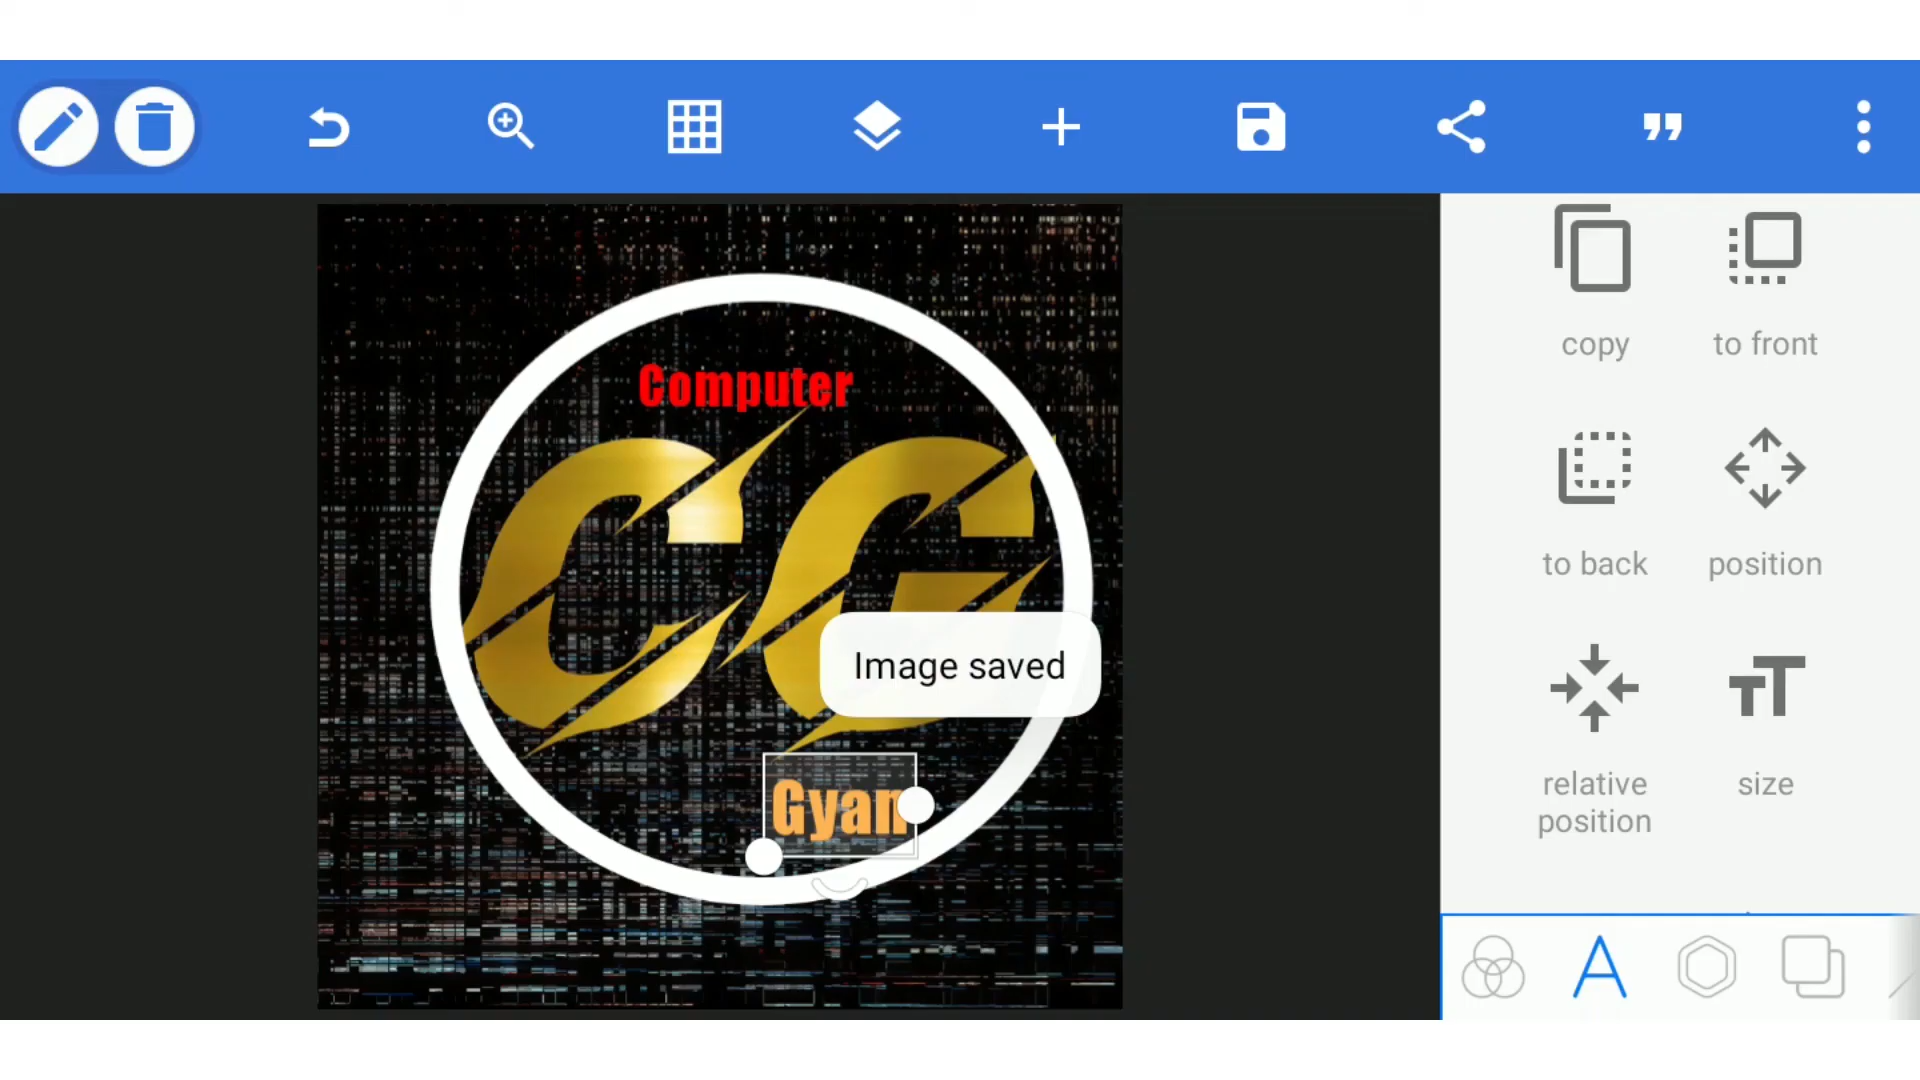 Computer
CG
Gyan
Image saved
copy
to front
to back
position
relative
position
size